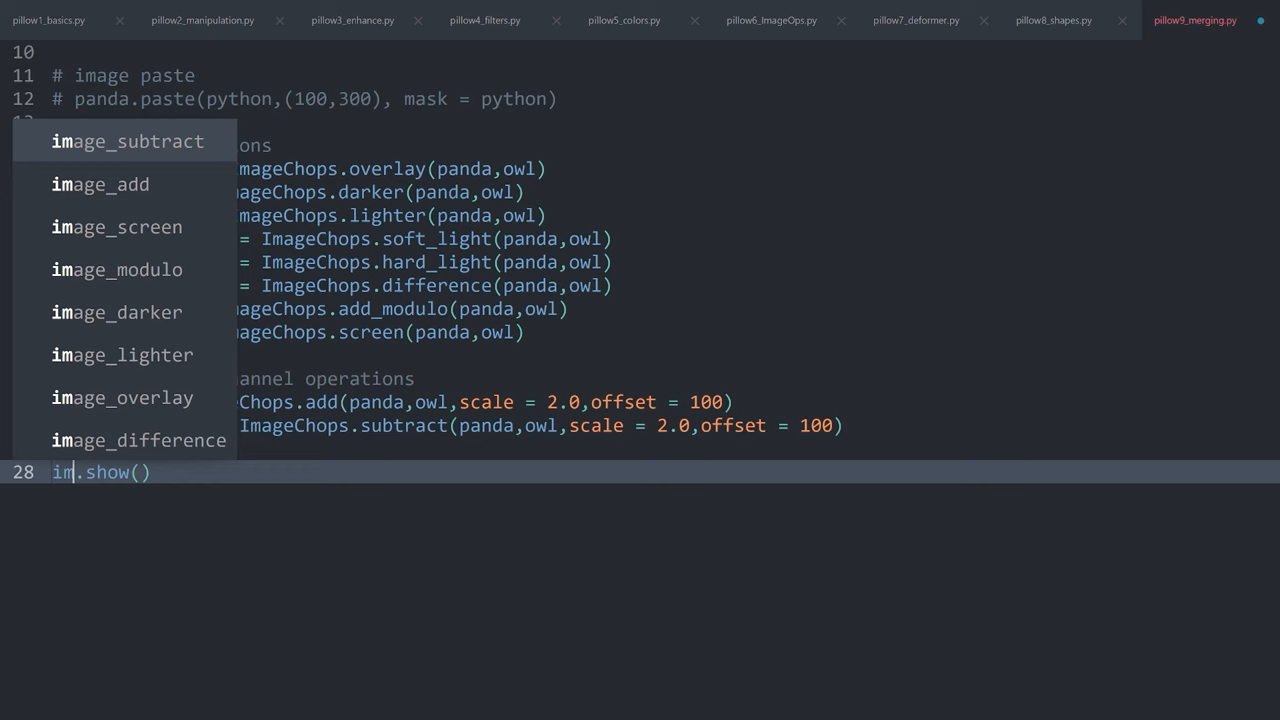 pillow1_basics.py pillow2_manipulation.py pillow3_enhance.py pillow4_filters.py pillow5_colors.py pillow6_ImageOps.py pillow7_deformer.py pillow8_shapes.py pillow9_merging.py
10
11 # image paste
12 # panda.paste(python,(100,300), mask = python)
image_subtract
image_add
image_screen
image_modulo
image_darker
image_lighter
image_overlay
image_difference
ons
mageChops.overlay(panda,owl)
ageChops.darker(panda,owl)
mageChops.lighter(panda,owl)
= ImageChops.soft_light(panda,owl)
= ImageChops.hard_light(panda,owl)
= ImageChops.difference(panda,owl)
ageChops.add_modulo(panda,owl)
ageChops.screen(panda,owl)
annel operations
eChops.add(panda,owl,scale = 2.0,offset = 100)
ImageChops.subtract(panda,owl,scale = 2.0,offset = 100)
28 im.show()